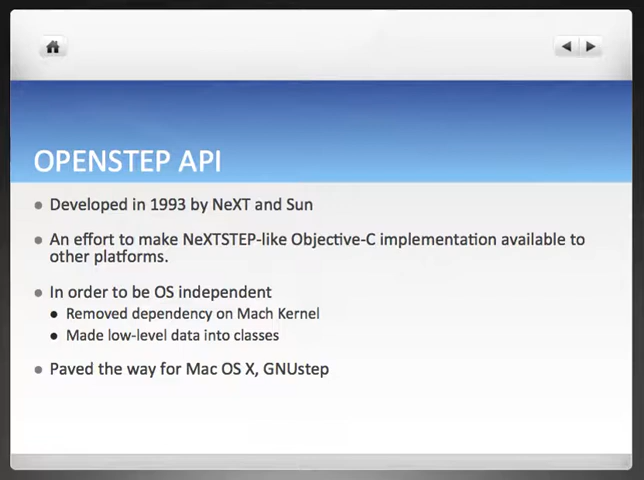 OPENSTEP API
Developed in 1993 by NeXT and Sun
An effort to make NeXTSTEP-like Objective-C implementation available to
other platforms.
In order to be OS independent
Removed dependency on Mach Kernel
Made low-level data into classes
Paved the way for Mac OS X, GNUstep